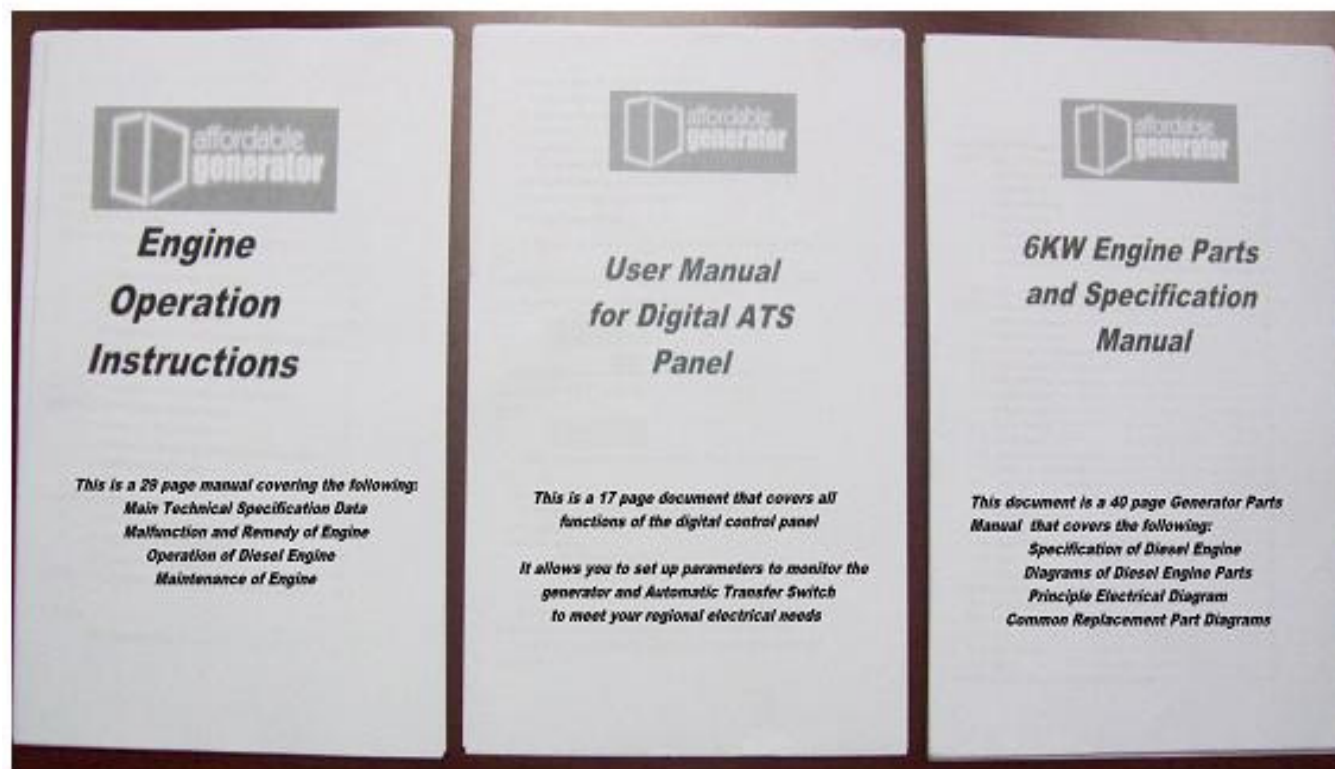 affordable
generator
Engine
Operation
Instructions
This is a 29 page manual covering the following:
Main Technical Specification Data
Malfunction and Remedy of Engine
Operation of Diesel Engine
Maintenance of Engine
affordable
generator
User Manual
for Digital ATS
Panel
This is a 17 page document that covers all
functions of the digital control panel
It allows you to set up parameters to monitor the
generator and Automatic Transfer Switch
to meet your regional electrical needs
affordable
generator
6KW Engine Parts
and Specification
Manual
This document is a 40 page Generator Parts
Manual that covers the following:
Specification of Diesel Engine
Diagrams of Diesel Engine Parts
Principle Electrical Diagram
Common Replacement Part Diagrams